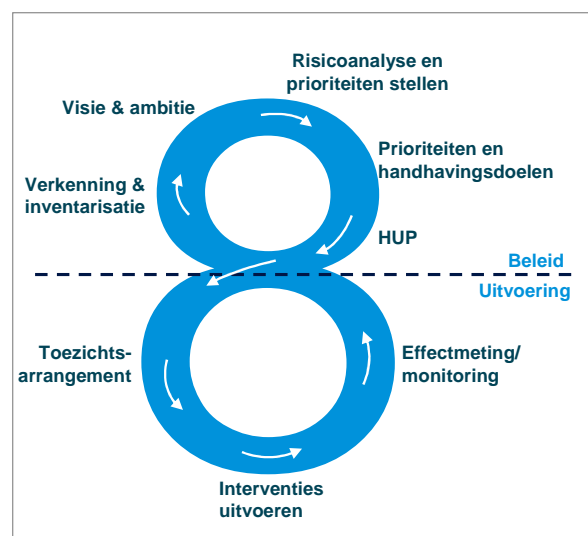 Risicoanalyse en
prioriteiten stellen
Visie & ambitie
Prioriteiten en
handhavingsdoelen
Verkenning &
inventarisatie
HUP
Beleid
Uitvoering
Toezichts-
arrangement
Effectmeting/
monitoring
Interventies
uitvoeren